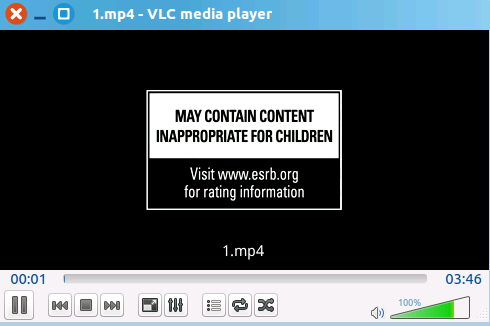 1.mp4 - VLC media player
MAY CONTAIN CONTENT
INAPPROPRIATE FOR CHILDREN
Visit www.esrb.org
for rating information
1.mp4
00:01 03:46
100%